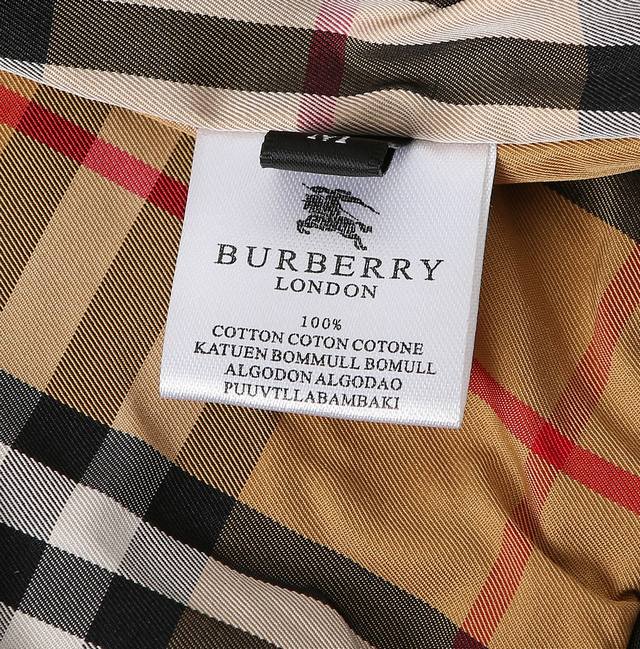 M
BURBERRY
LONDON
100%
COTTON COTON COTONE
KATUEN BOMMULL BOMULL
ALGODON ALGODAO
PUUVTLLABAMBAKI